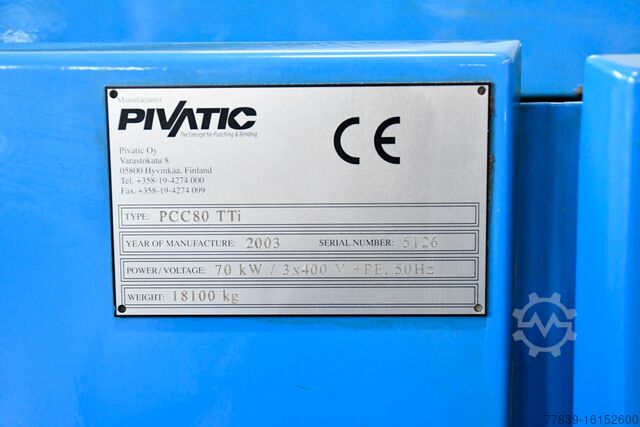 Manufacturer
PIVATIC
The Concept for Punching & Bending
Pivatic Oy
Varastokatu 8
05800 Hyvinkää, Finland
Tel. +358-19-4274 000
Fax. +358-19-4274 099
CE
TYPE: PCC80 TTi
YEAR OF MANUFACTURE: 2003 SERIAL NUMBER: 5126
POWER/VOLTAGE: 70 kW / 3x400 V +PE, 50Hz
WEIGHT: 18100 kg
77839-16152600